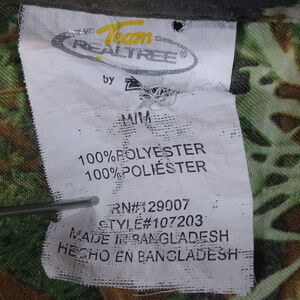 Team
REALTREE
by
M/M
100% POLYESTER
100% POLIÉSTER
RN#129007
STYLE#107203
MADE IN BANGLADESH
HECHO EN BANGLADESH